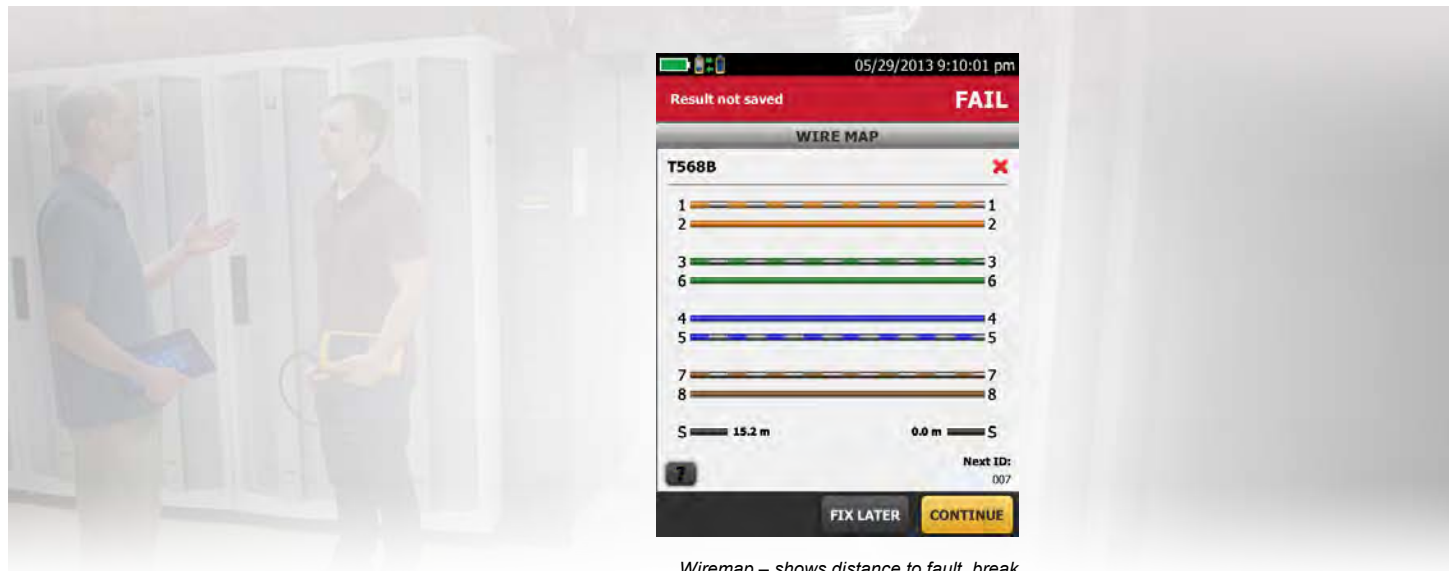 05/29/2013 9:10:01 pm
Result not saved FAIL
WIRE MAP
T568B
1 1
2 2
3 3
6 6
4 4
5 5
7 7
8 8
S 15.2 m 0.0 m S
Next ID:
? 007
FIX LATER CONTINUE
Wiremap – shows distance to fault, break